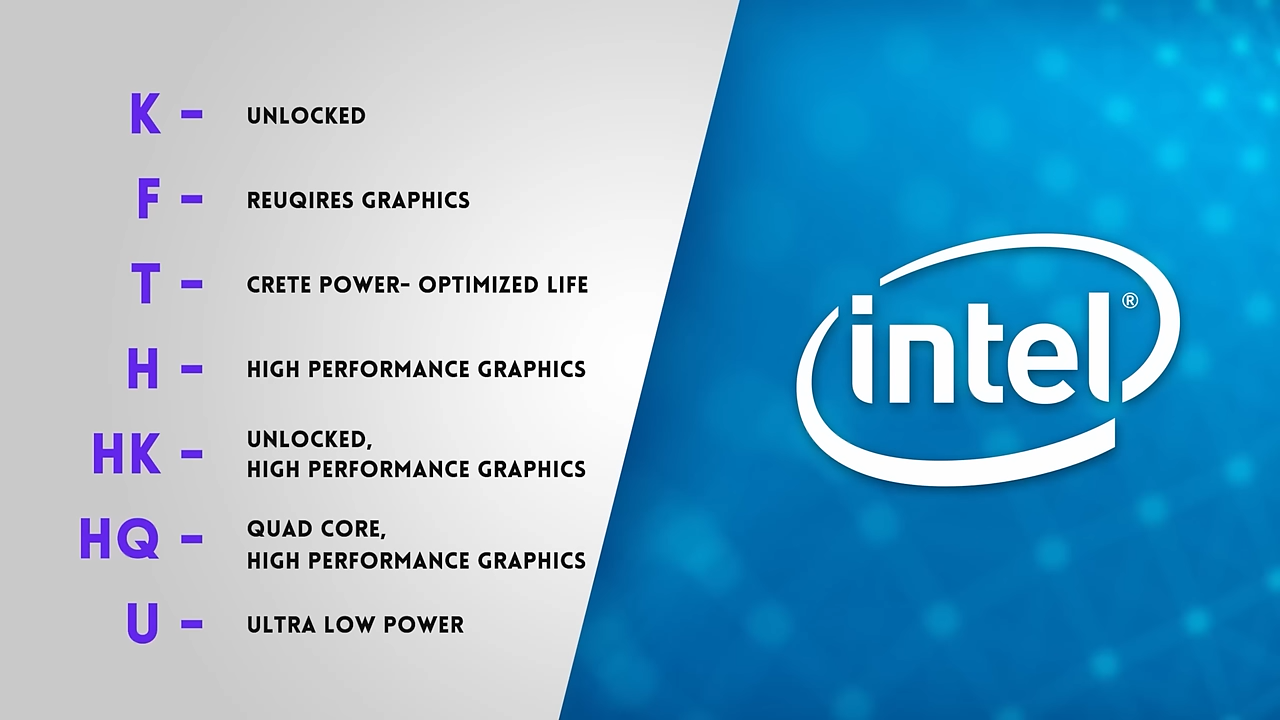 K - UNLOCKED
F - REUQIRES GRAPHICS
T - CRETE POWER- OPTIMIZED LIFE
H - HIGH PERFORMANCE GRAPHICS
HK - UNLOCKED,
HIGH PERFORMANCE GRAPHICS
HQ - QUAD CORE,
HIGH PERFORMANCE GRAPHICS
U - ULTRA LOW POWER
intel®